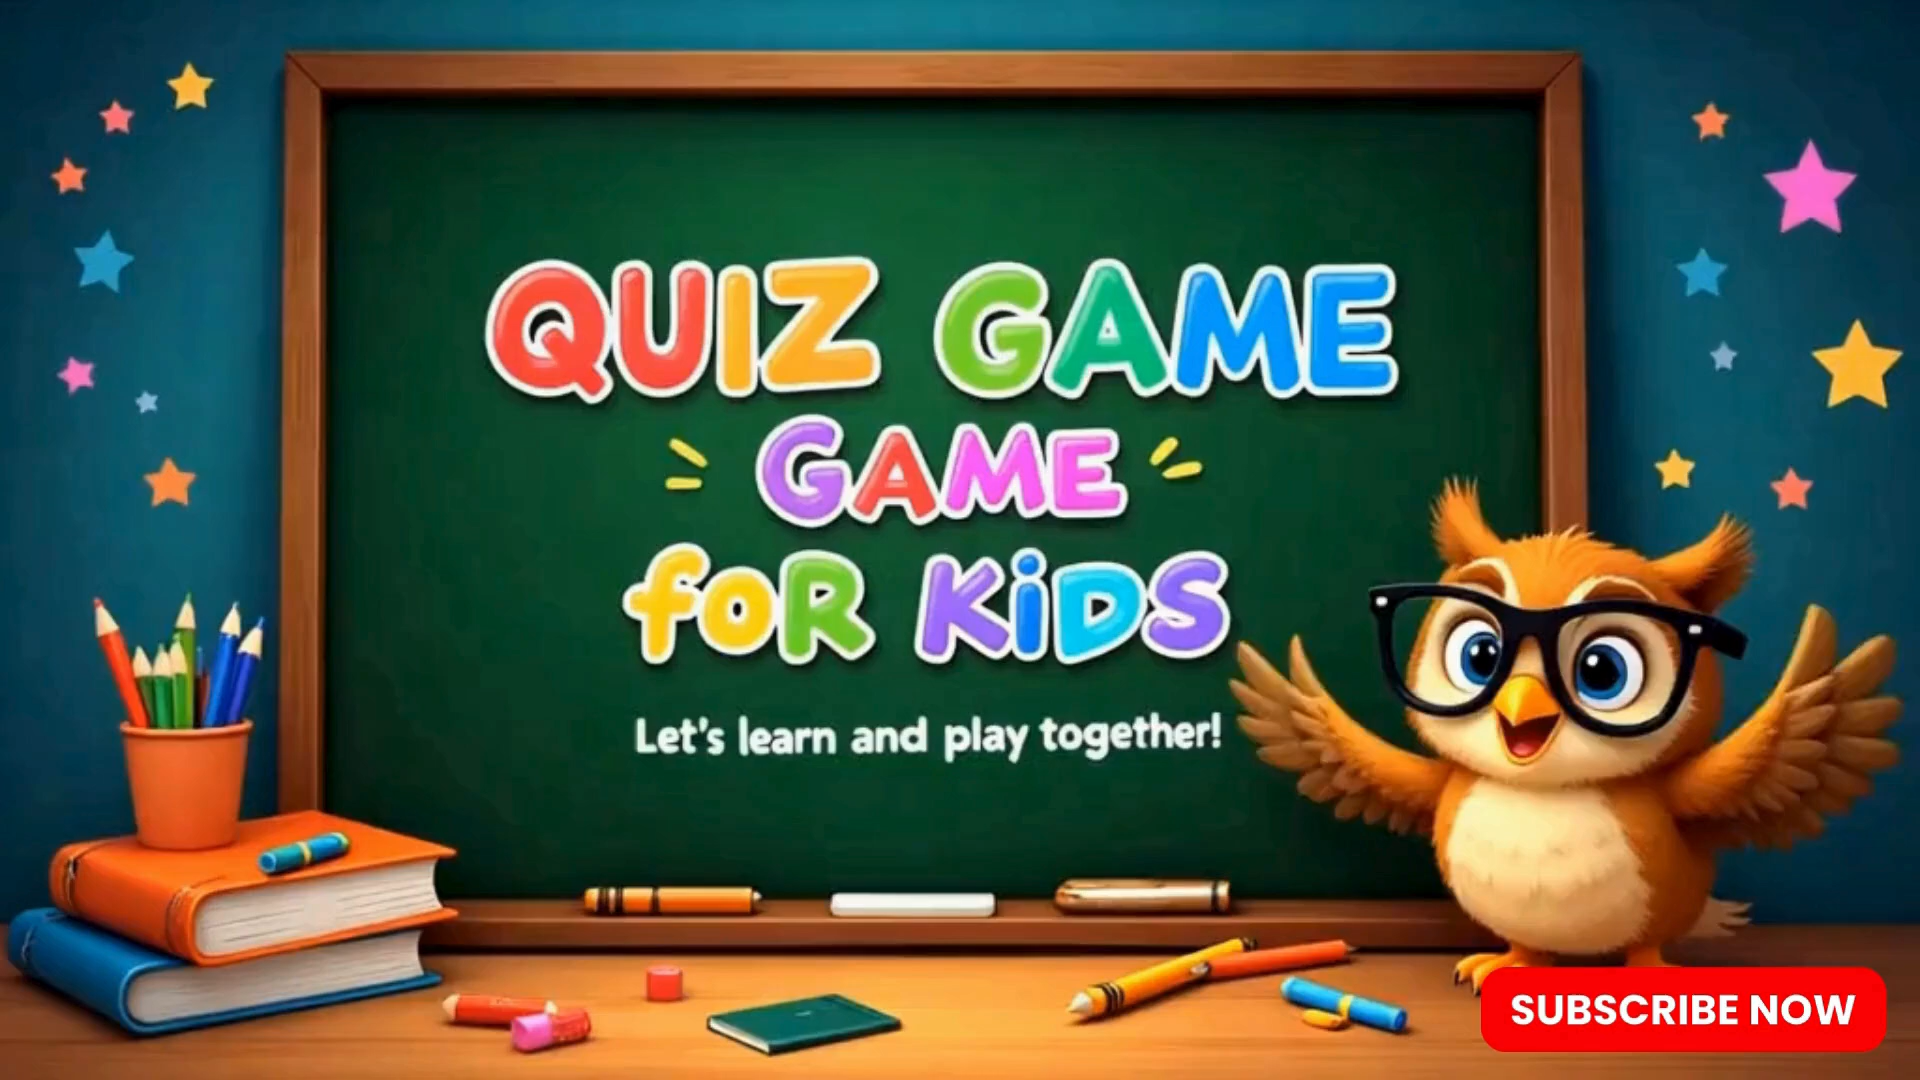 QUIZ GAME
GAME
foR KiDS
Let's learn and play together!
SUBSCRIBE NOW